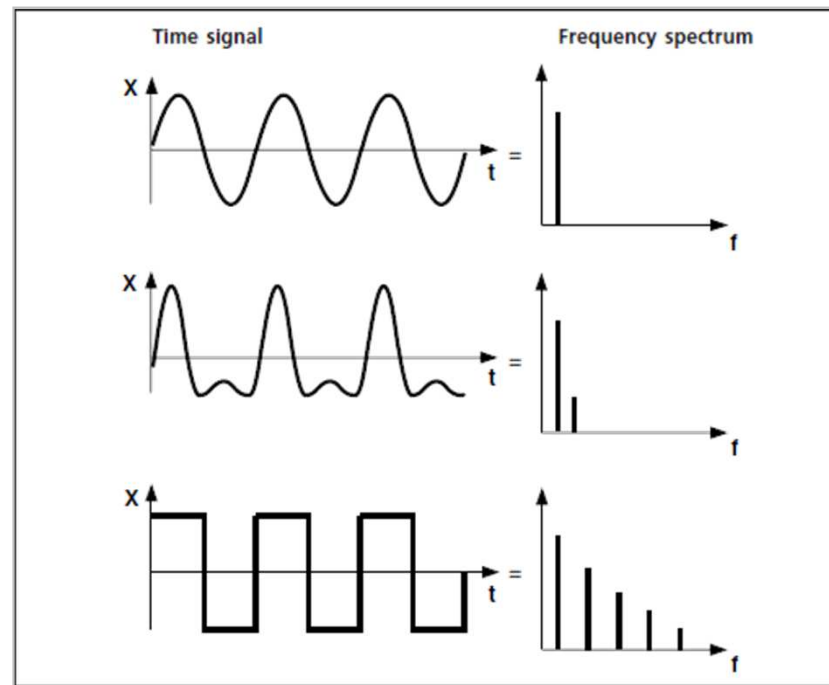 Time signal Frequency spectrum
X
t = f
X
t = f
X
t = f